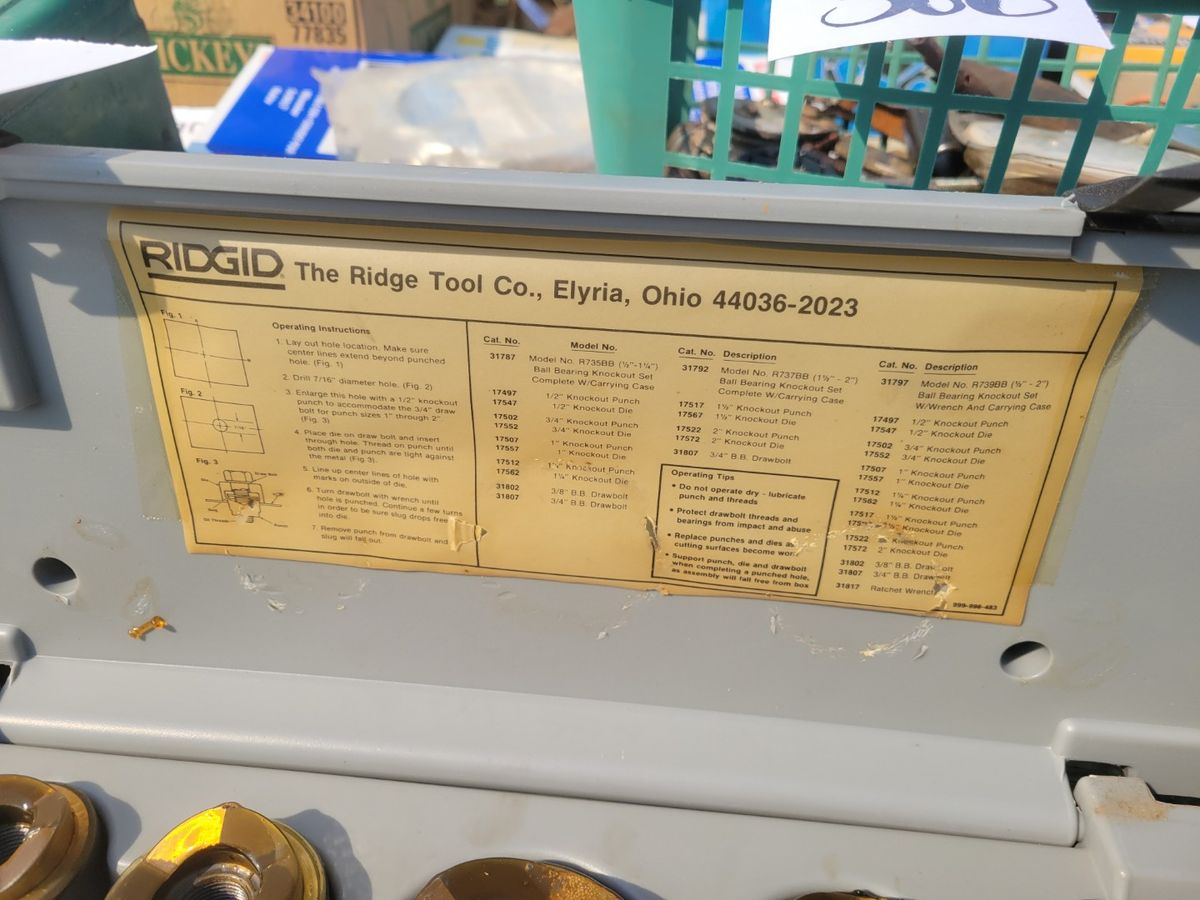 34100
77835
ICKEY
RIDGID
The Ridge Tool Co., Elyria, Ohio 44036-2023
Fig. 1
Fig. 2
7/16"
Fig. 3
Draw Bolt
Punch
Operating Instructions
1. Lay out hole location. Make sure
center lines extend beyond punched
hole. (Fig. 1)
2. Drill 7/16" diameter hole. (Fig. 2)
3. Enlarge this hole with a 1/2" knockout
punch to accommodate the 3/4" draw
bolt for punch sizes 1" through 2".
(Fig. 3)
4. Place die on draw bolt and insert
through hole. Thread on punch until
both die and punch are tight against
the metal (Fig. 3).
5. Line up center lines of hole with
marks on outside of die.
6. Turn drawbolt with wrench until
hole is punched. Continue a few turns
in order to be sure slug drops free
into die.
7. Remove punch from drawbolt and
slug will fall out.
Cat. No. Model No.
31787 Model No. R735BB (½"-1¼")
Ball Bearing Knockout Set
Complete W/Carrying Case
17497 1/2" Knockout Punch
17547 1/2" Knockout Die
17502 3/4" Knockout Punch
17552 3/4" Knockout Die
17507 1" Knockout Punch
17557 1" Knockout Die
17512 1¼" Knockout Punch
17562 1¼" Knockout Die
31802 3/8" B.B. Drawbolt
31807 3/4" B.B. Drawbolt
Cat. No. Description
31792 Model No. R737BB (1½" - 2")
Ball Bearing Knockout Set
Complete W/Carrying Case
17517 1½" Knockout Punch
17567 1½" Knockout Die
17522 2" Knockout Punch
17572 2" Knockout Die
31807 3/4" B.B. Drawbolt
Operating Tips
• Do not operate dry - lubricate
punch and threads
• Protect drawbolt threads and
bearings from impact and abuse
• Replace punches and dies as
cutting surfaces become worn
• Support punch, die and drawbolt
when completing a punched hole,
as assembly will fall free from box
Cat. No. Description
31797 Model No. R739BB (½" - 2")
Ball Bearing Knockout Set
W/Wrench And Carrying Case
17497 1/2" Knockout Punch
17547 1/2" Knockout Die
17502 3/4" Knockout Punch
17552 3/4" Knockout Die
17507 1" Knockout Punch
17557 1" Knockout Die
17512 1¼" Knockout Punch
17562 1¼" Knockout Die
17517 1½" Knockout Punch
1½" Knockout Die
17522 2" Knockout Punch
17572 2" Knockout Die
31802 3/8" B.B. Drawbolt
31807 3/4" B.B. Drawbolt
31817 Ratchet Wrench
999-998-483